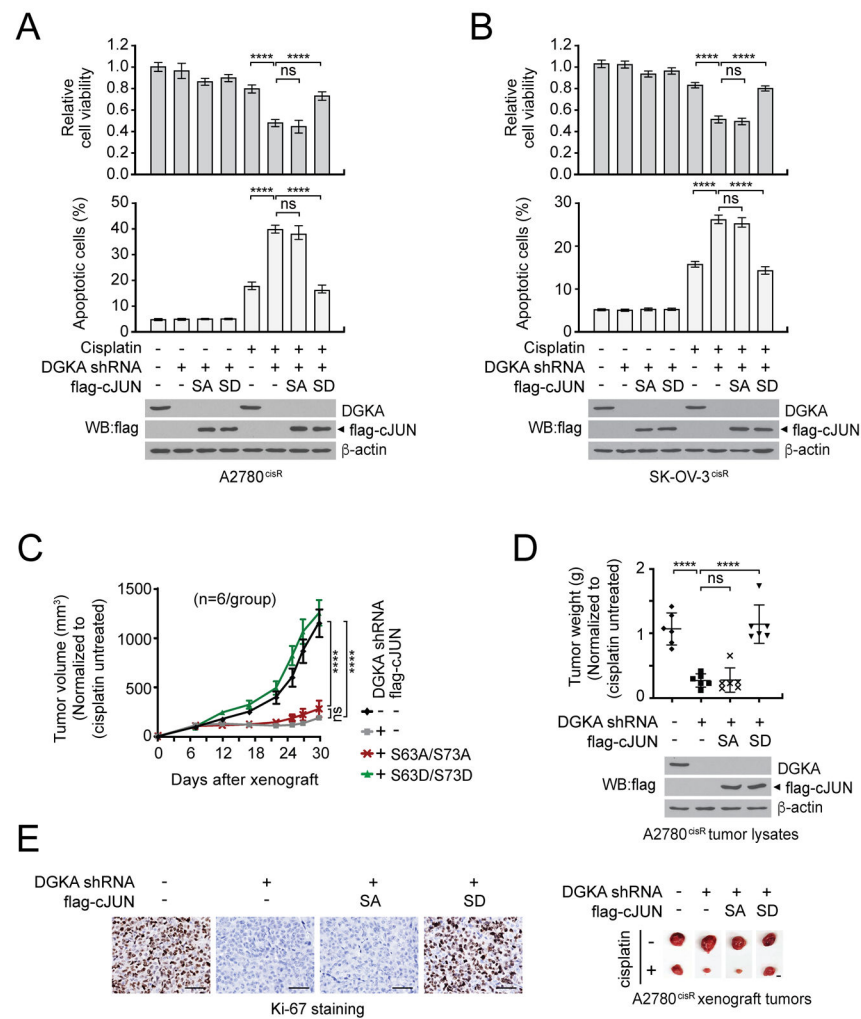 A
Relative
cell viability
1.2
1.0
0.8
0.6
0.4
0.2
0
**** ****
ns
Apoptotic cells (%)
50
40
30
20
10
0
**** ****
ns
Cisplatin - - - - + + + +
DGKA shRNA - + + + - + + +
flag-cJUN - - SA SD - - SA SD
DGKA
WB:flag ◄ flag-cJUN
β-actin
A2780cisR
B
Relative
cell viability
1.2
1.0
0.8
0.6
0.4
0.2
0
**** ****
ns
Apoptotic cells (%)
30
20
10
0
**** ****
ns
Cisplatin - - - - + + + +
DGKA shRNA - + + + - + + +
flag-cJUN - - SA SD - - SA SD
DGKA
WB:flag ◄ flag-cJUN
β-actin
SK-OV-3cisR
C
Tumor volume (mm3)
(Normalized to
(cisplatin untreated)
1500
1000
500
0
(n=6/group)
0 6 12 18 24 30
Days after xenograft
****
****
ns
DGKA shRNA
flag-cJUN
- -
+ -
+ S63A/S73A
+ S63D/S73D
D
Tumor weight (g)
(Normalized to
(cisplatin untreated)
2
1
0
**** ****
ns
DGKA shRNA - + + +
flag-cJUN - - SA SD
DGKA
WB:flag ◄ flag-cJUN
β-actin
A2780cisR tumor lysates
E
DGKA shRNA - + + +
flag-cJUN - - SA SD
Ki-67 staining
DGKA shRNA - + + +
flag-cJUN - - SA SD
cisplatin
-
+
A2780cisR xenograft tumors